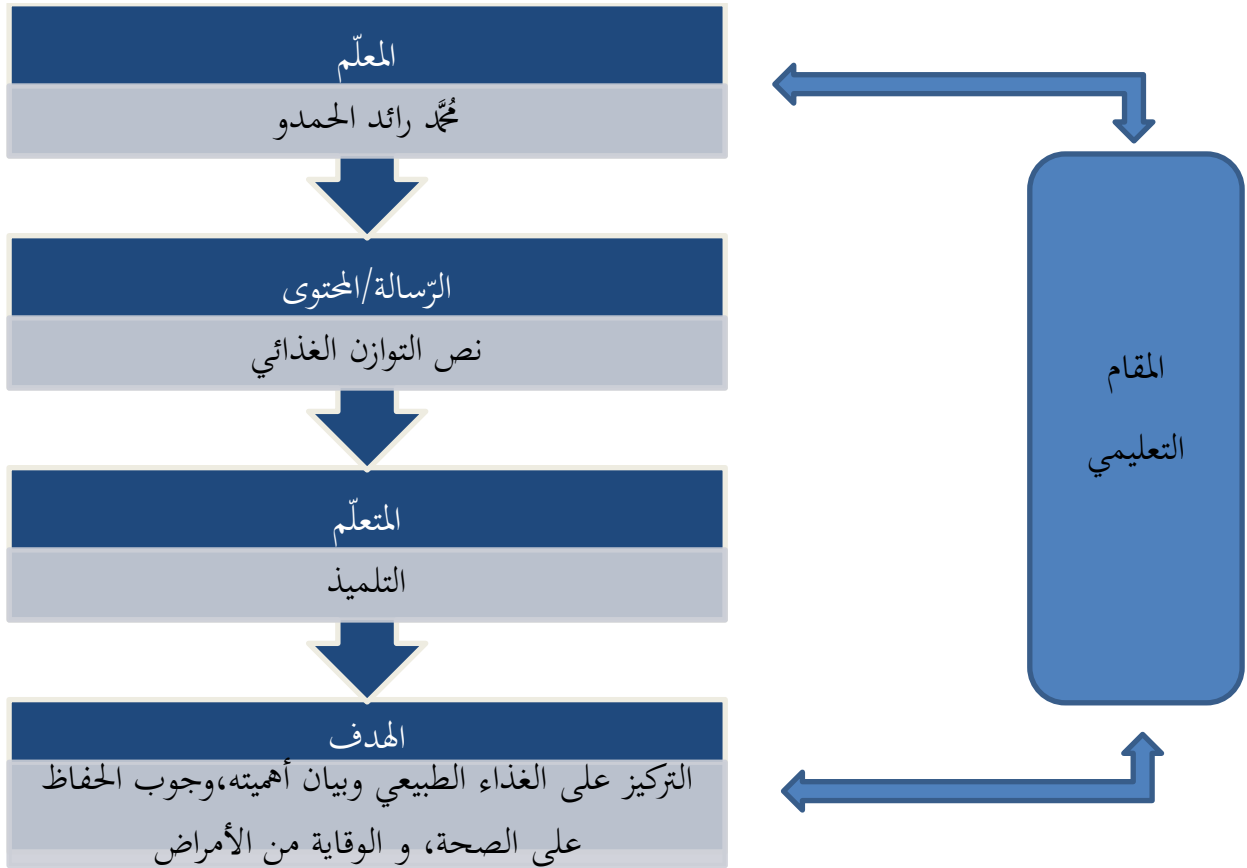 المعلّم
مُحَمَّد رائد الحمدو
الرّسالة/المحتوى
نص التوازن الغذائي
المتعلّم
التلميذ
الهدف
التركيز على الغذاء الطبيعي وبيان أهميته،وجوب الحفاظ
على الصحة، و الوقاية من الأمراض
المقام
التعليمي